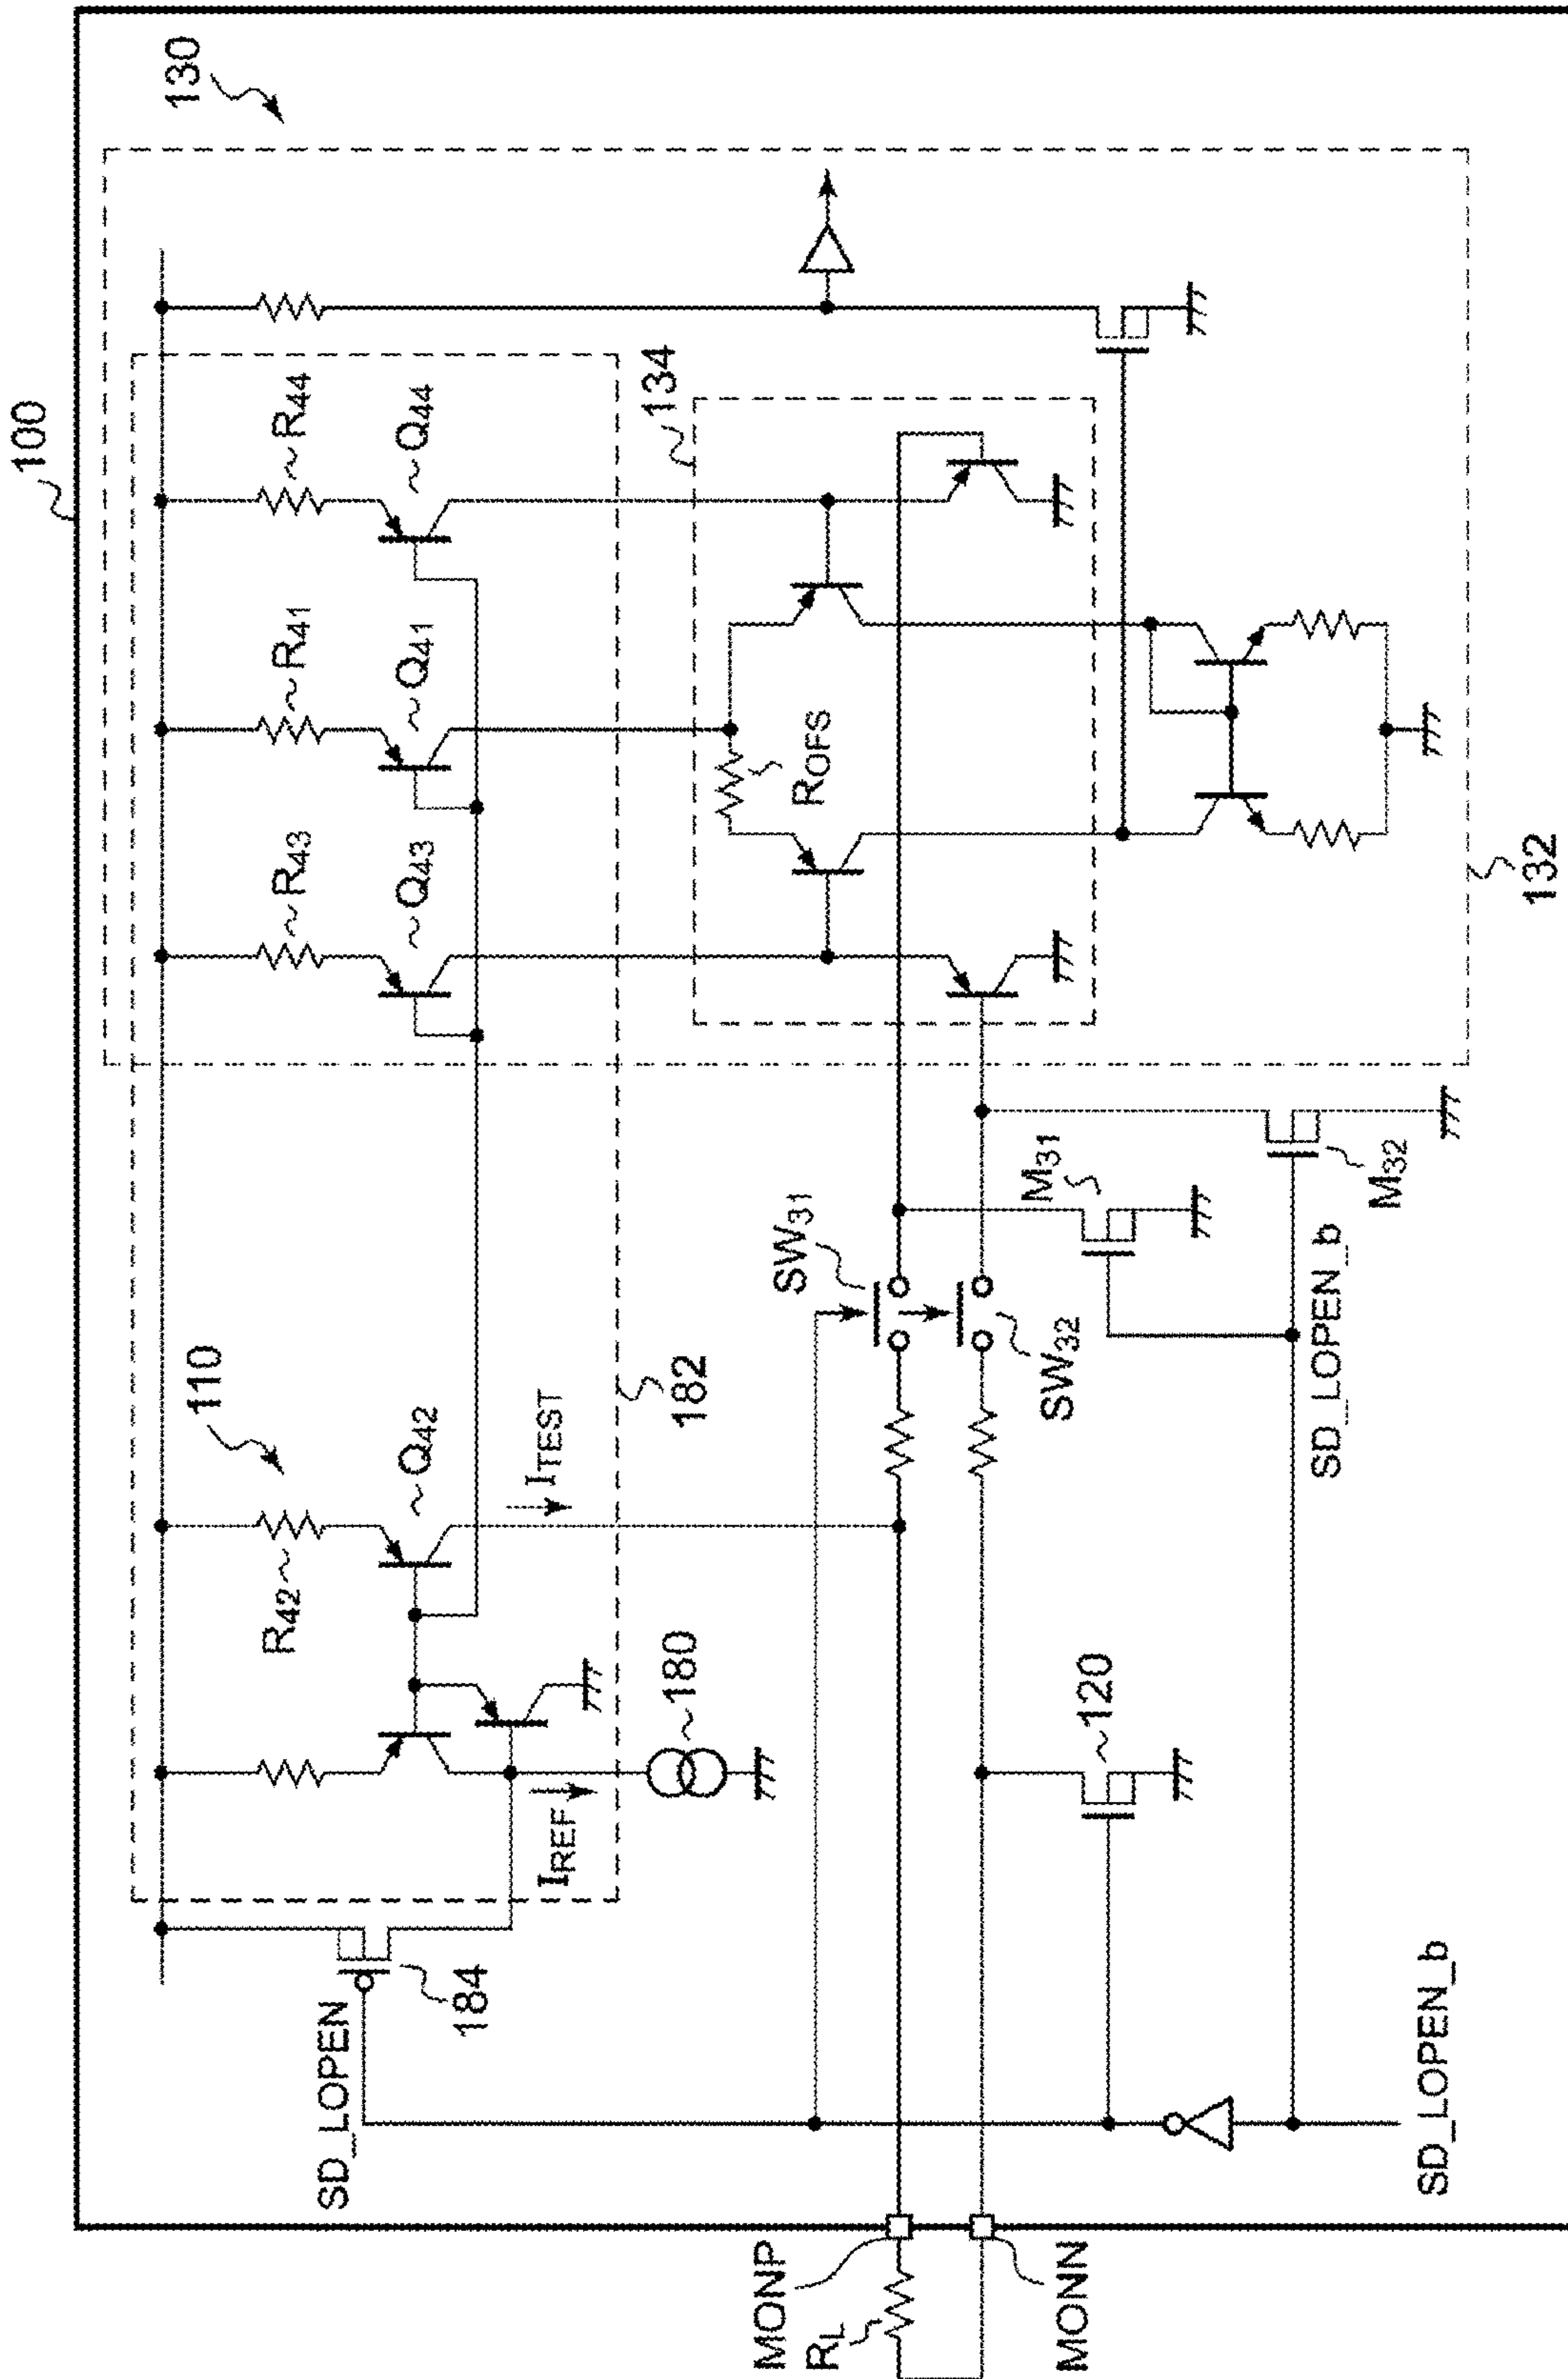 100
130
R44
Q44
R41
Q41
R43
Q43
134
ROFS
132
110
R42
Q42
ITEST
182
SW31
SW32
M31
M32
SD_LOPEN_b
180
IREF
120
184
SD_LOPEN
SD_LOPEN_b
MONP
RL
MONN